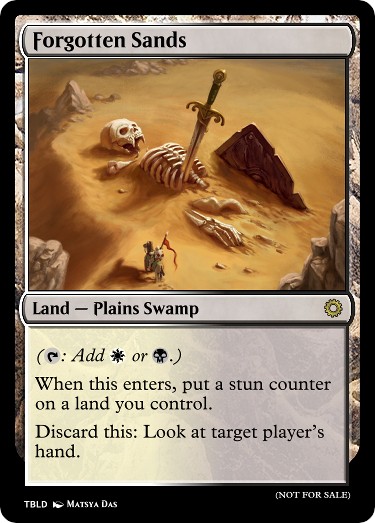 Forgotten Sands
Land — Plains Swamp
(: Add or .)
When this enters, put a stun counter
on a land you control.
Discard this: Look at target player's
hand.
TBLD Matsya Das
(NOT FOR SALE)